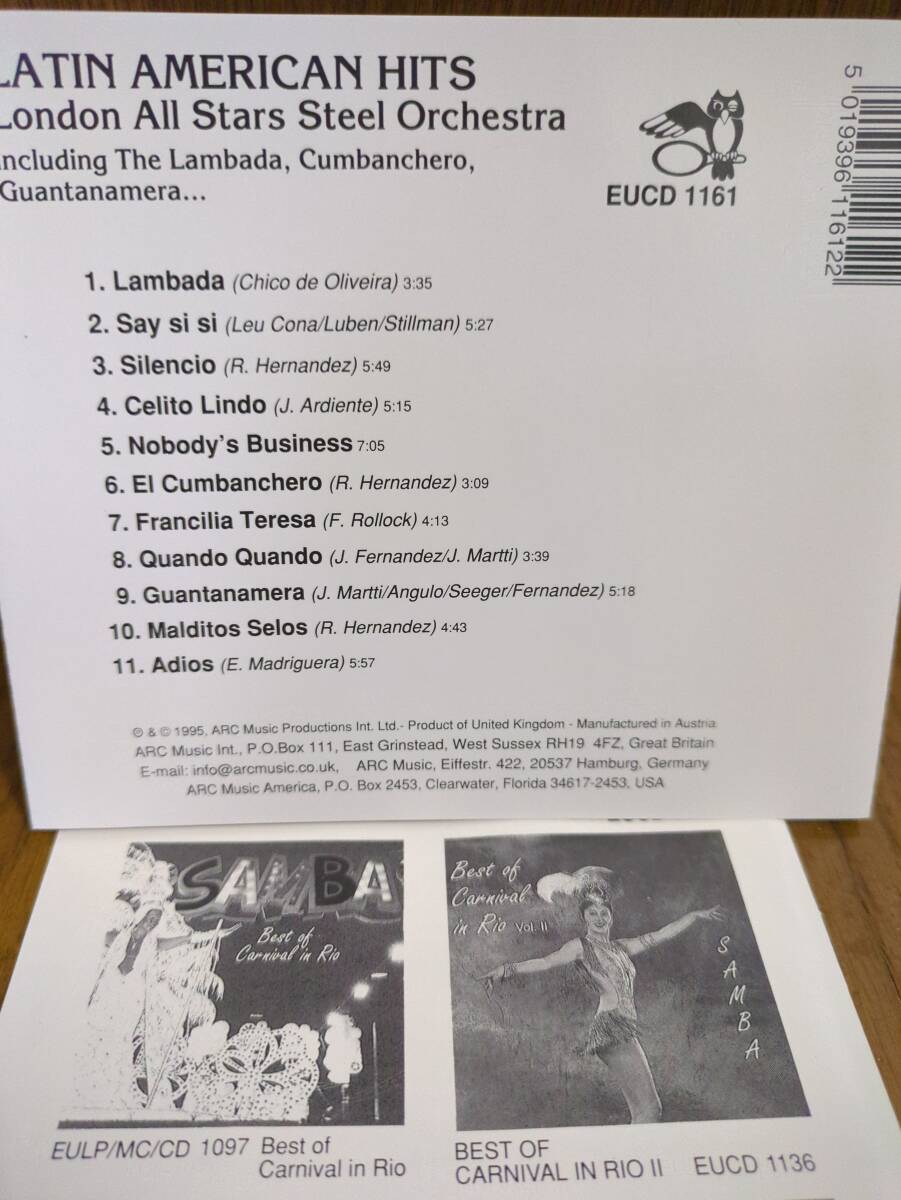 LATIN AMERICAN HITS
London All Stars Steel Orchestra
including The Lambada, Cumbanchero,
Guantanamera...
EUCD 1161
5 019396 116122
1. Lambada (Chico de Oliveira) 3:35
2. Say si si (Leu Cona/Luben/Stillman) 5:27
3. Silencio (R. Hernandez) 5:49
4. Celito Lindo (J. Ardiente) 5:15
5. Nobody's Business 7:05
6. El Cumbanchero (R. Hernandez) 3:09
7. Francilia Teresa (F. Rollock) 4:13
8. Quando Quando (J. Fernandez/J. Martti) 3:39
9. Guantanamera (J. Martti/Angulo/Seeger/Fernandez) 5:18
10. Malditos Selos (R. Hernandez) 4:43
11. Adios (E. Madriguera) 5:57
℗ & © 1995, ARC Music Productions Int. Ltd.- Product of United Kingdom - Manufactured in Austria
ARC Music Int., P.O.Box 111, East Grinstead, West Sussex RH19 4FZ, Great Britain
E-mail: info@arcmusic.co.uk, ARC Music, Eiffestr. 422, 20537 Hamburg, Germany
ARC Music America, P.O. Box 2453, Clearwater, Florida 34617-2453, USA
SAMBA
Best of
Carnival in Rio
Best of
Carnival
in Rio Vol. II
SAMBA
EULP/MC/CD 1097 Best of
Carnival in Rio
BEST OF
CARNIVAL IN RIO II EUCD 1136